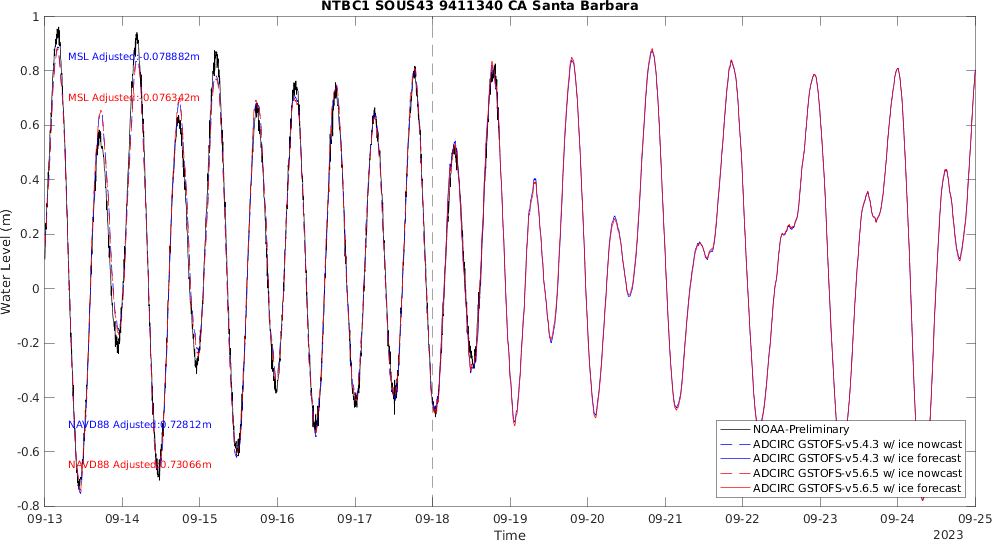 NTBC1 SOUS43 9411340 CA Santa Barbara
1
0.8
0.6
0.4
0.2
0
-0.2
-0.4
-0.6
-0.8
Water Level (m)
MSL Adjusted:-0.078882m
MSL Adjusted:-0.076342m
NAVD88 Adjusted:0.72812m
NAVD88 Adjusted:0.73066m
NOAA-Preliminary
ADCIRC GSTOFS-v5.4.3 w/ ice nowcast
ADCIRC GSTOFS-v5.4.3 w/ ice forecast
ADCIRC GSTOFS-v5.6.5 w/ ice nowcast
ADCIRC GSTOFS-v5.6.5 w/ ice forecast
09-13 09-14 09-15 09-16 09-17 09-18 09-19 09-20 09-21 09-22 09-23 09-24 09-25
Time
2023